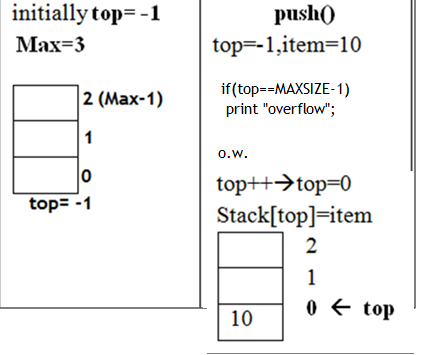 initially top= -1
Max=3
2 (Max-1)
1
0
top= -1
push()
top=-1,item=10
if(top==MAXSIZE-1)
print "overflow";
o.w.
top++→top=0
Stack[top]=item
2
1
0 ← top
10